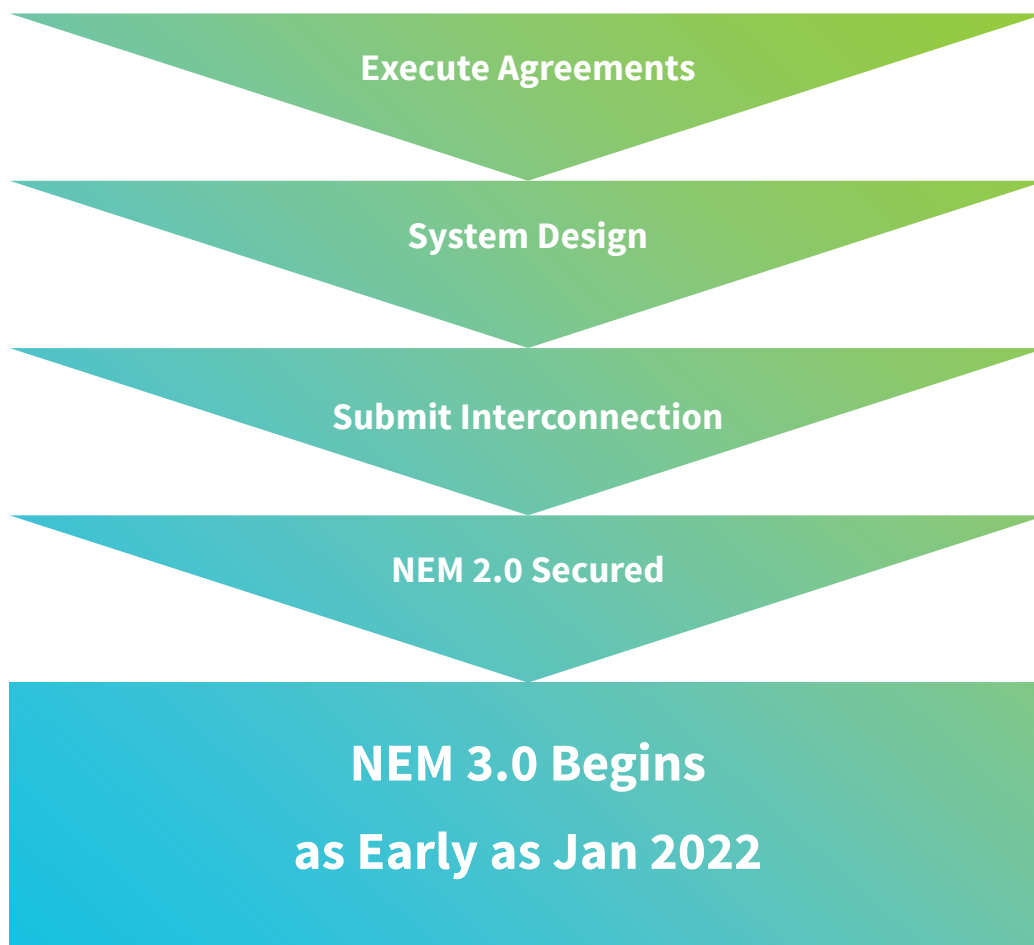 Execute Agreements
System Design
Submit Interconnection
NEM 2.0 Secured
NEM 3.0 Begins
as Early as Jan 2022